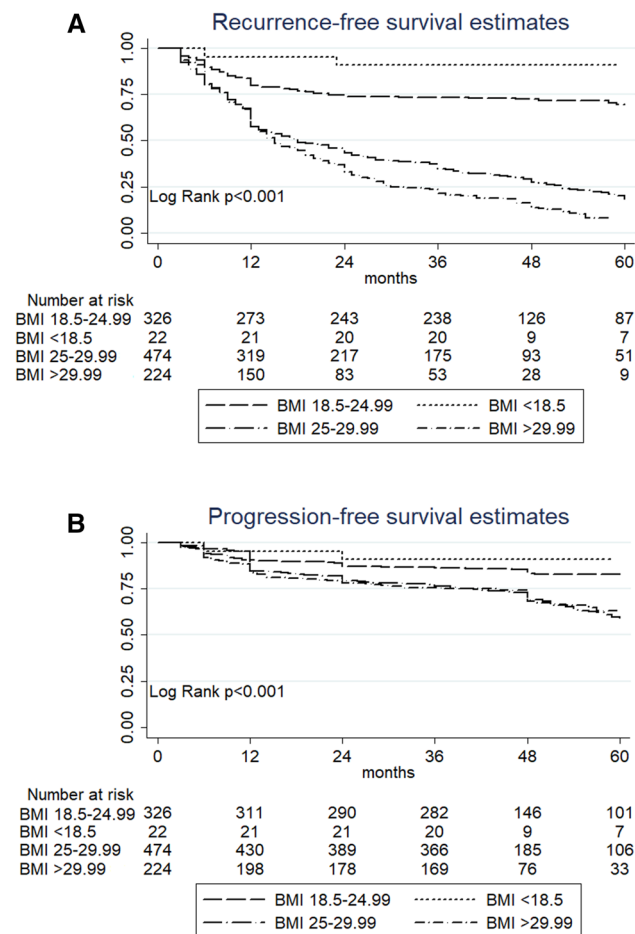 A
Recurrence-free survival estimates
1.00
0.75
0.50
0.25
0.00
Log Rank p<0.001
0 12 24 36 48 60
months
Number at risk
BMI 18.5-24.99 326 273 243 238 126 87
BMI <18.5 22 21 20 20 9 7
BMI 25-29.99 474 319 217 175 93 51
BMI >29.99 224 150 83 53 28 9
BMI 18.5-24.99 BMI <18.5
BMI 25-29.99 BMI >29.99
B
Progression-free survival estimates
1.00
0.75
0.50
0.25
0.00
Log Rank p<0.001
0 12 24 36 48 60
months
Number at risk
BMI 18.5-24.99 326 311 290 282 146 101
BMI <18.5 22 21 21 20 9 7
BMI 25-29.99 474 430 389 366 185 106
BMI >29.99 224 198 178 169 76 33
BMI 18.5-24.99 BMI <18.5
BMI 25-29.99 BMI >29.99